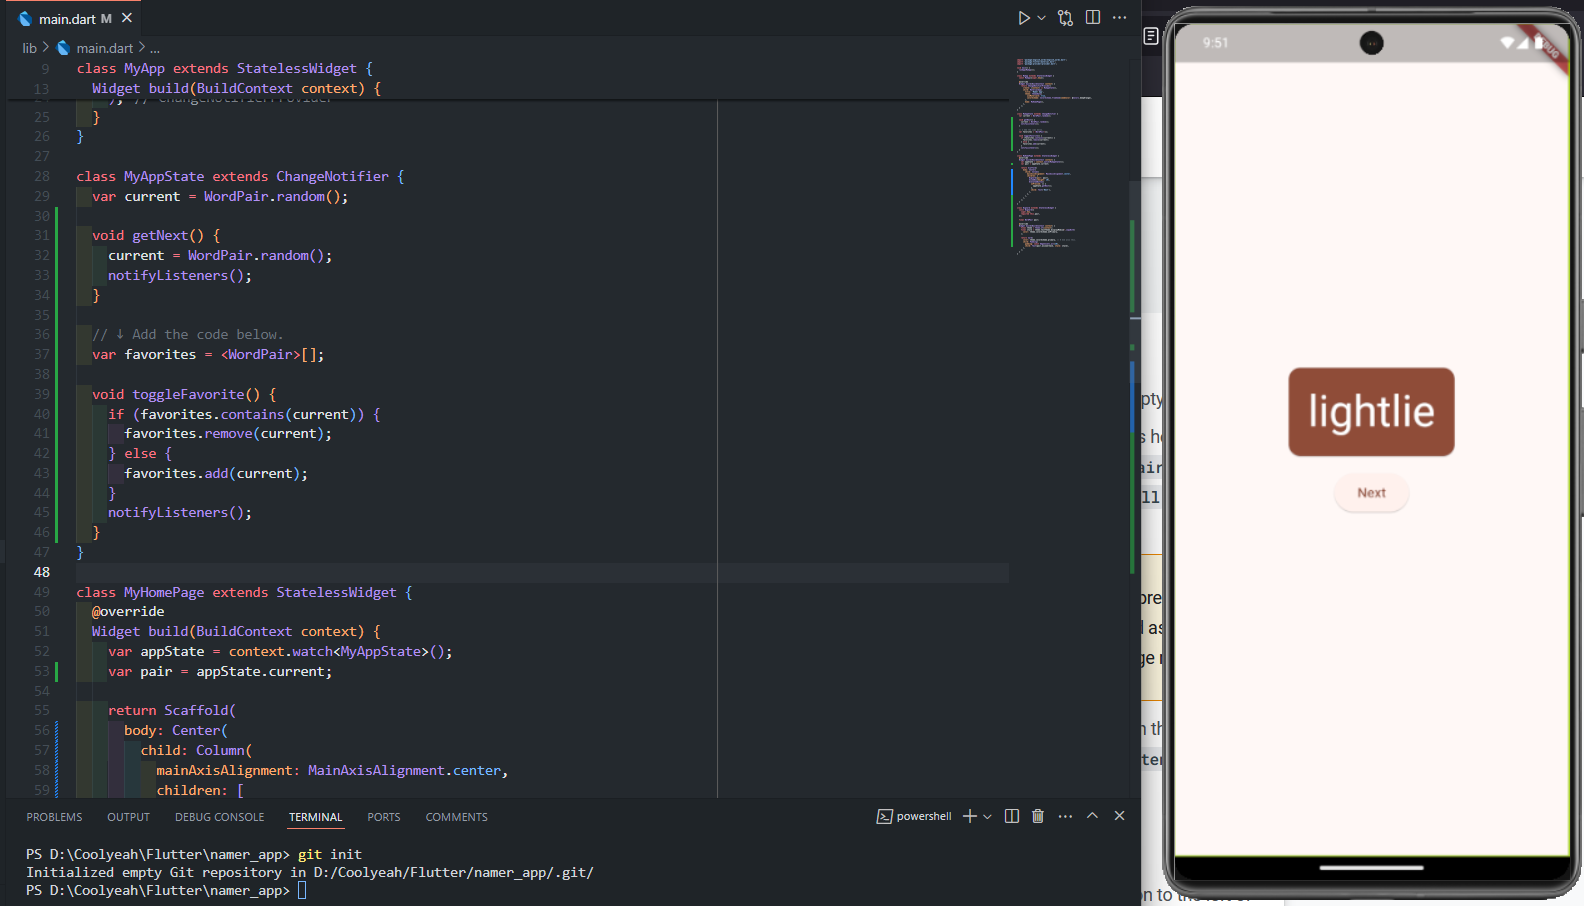 main.dart M
lib > main.dart > ...
9 class MyApp extends StatelessWidget {
13 Widget build(BuildContext context) {
25 }
26 }
27
28 class MyAppState extends ChangeNotifier {
29 var current = WordPair.random();
30
31 void getNext() {
32 current = WordPair.random();
33 notifyListeners();
34 }
35
36 // ↓ Add the code below.
37 var favorites = <WordPair>[];
38
39 void toggleFavorite() {
40 if (favorites.contains(current)) {
41 favorites.remove(current);
42 } else {
43 favorites.add(current);
44 }
45 notifyListeners();
46 }
47 }
48
49 class MyHomePage extends StatelessWidget {
50 @override
51 Widget build(BuildContext context) {
52 var appState = context.watch<MyAppState>();
53 var pair = appState.current;
54
55 return Scaffold(
56 body: Center(
57 child: Column(
58 mainAxisAlignment: MainAxisAlignment.center,
59 children: [
PROBLEMS OUTPUT DEBUG CONSOLE TERMINAL PORTS COMMENTS
powershell
PS D:\Coolyeah\Flutter\namer_app> git init
Initialized empty Git repository in D:/Coolyeah/Flutter/namer_app/.git/
PS D:\Coolyeah\Flutter\namer_app>
9:51
lightlie
Next